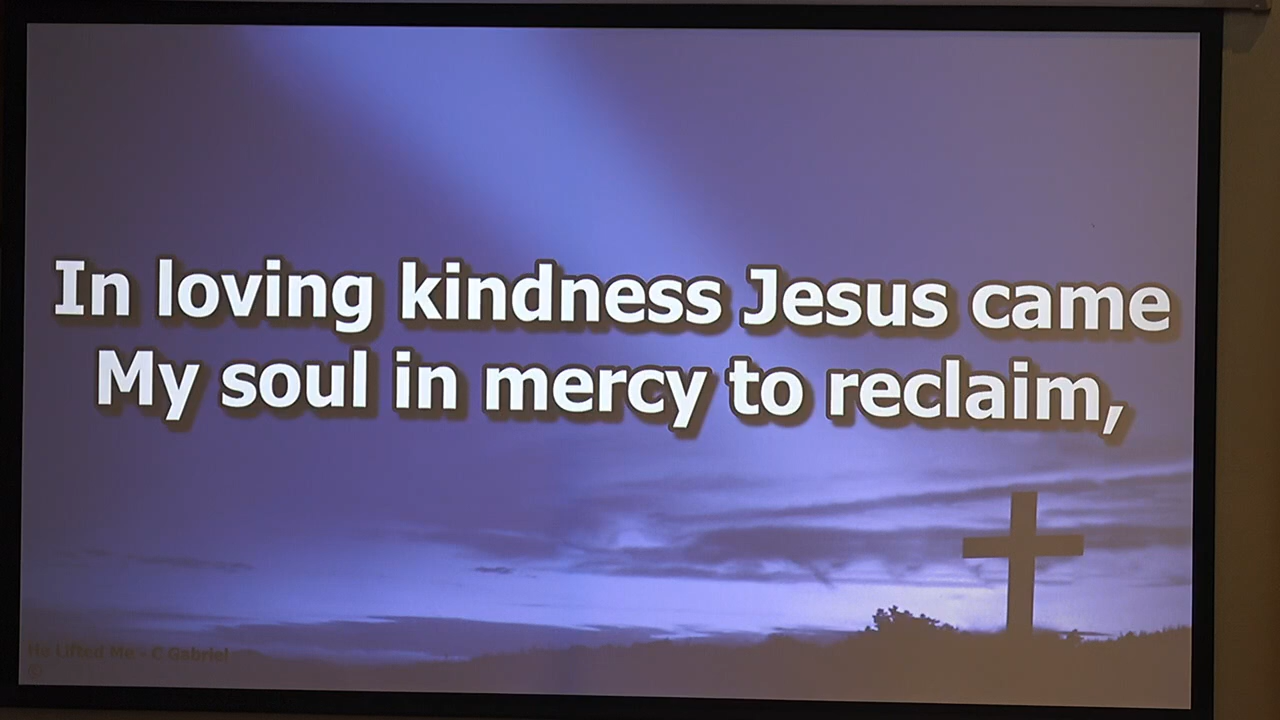 In loving kindness Jesus came
My soul in mercy to reclaim,
He Lifted Me - C Gabriel